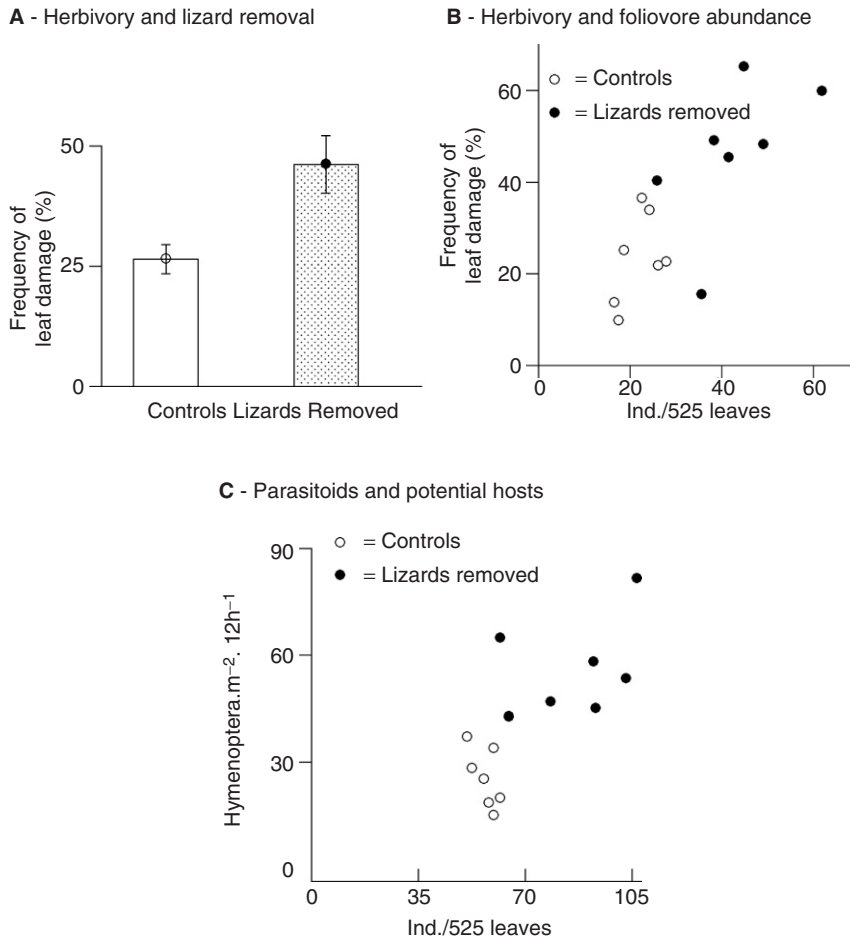 A - Herbivory and lizard removal
50
25
0
Frequency of
leaf damage (%)
Controls Lizards Removed
B - Herbivory and foliovore abundance
= Controls
= Lizards removed
60
40
20
0
Frequency of
leaf damage (%)
0 20 40 60
Ind./525 leaves
C - Parasitoids and potential hosts
= Controls
= Lizards removed
90
60
30
0
Hymenoptera.m⁻². 12h⁻¹
0 35 70 105
Ind./525 leaves